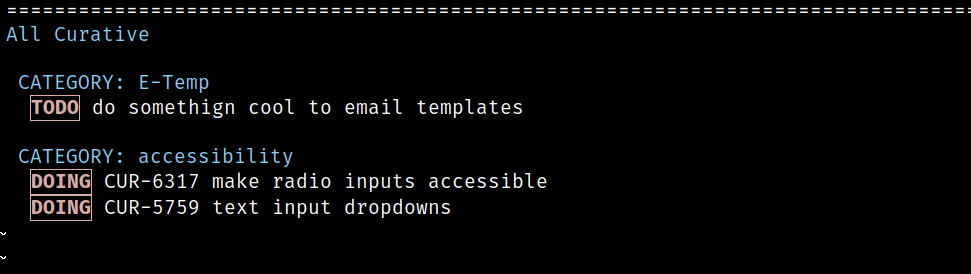 ================================================================================
All Curative
CATEGORY: E-Temp
TODO do somethign cool to email templates
CATEGORY: accessibility
DOING CUR-6317 make radio inputs accessible
DOING CUR-5759 text input dropdowns
~
~